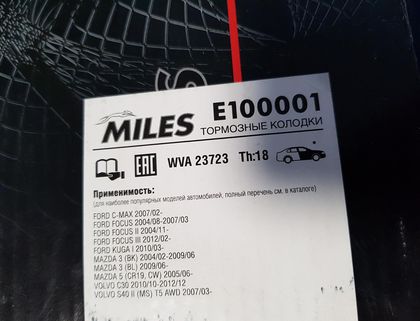 S
MILES
E100001
ТОРМОЗНЫЕ КОЛОДКИ
EAC WVA 23723 Th:18
Применимость:
(для наиболее популярных моделей автомобилей, полный перечень см. в каталоге)
FORD C-MAX 2007/02-
FORD FOCUS 2004/08-2007/03
FORD FOCUS II 2004/11-
FORD FOCUS III 2012/02-
FORD KUGA I 2010/03-
MAZDA 3 (BK) 2004/02-2009/06
MAZDA 3 (BL) 2009/06-
MAZDA 5 (CR19, CW) 2005/06-
VOLVO C30 2010/10-2012/12
VOLVO S40 II (MS) T5 AWD 2007/03-